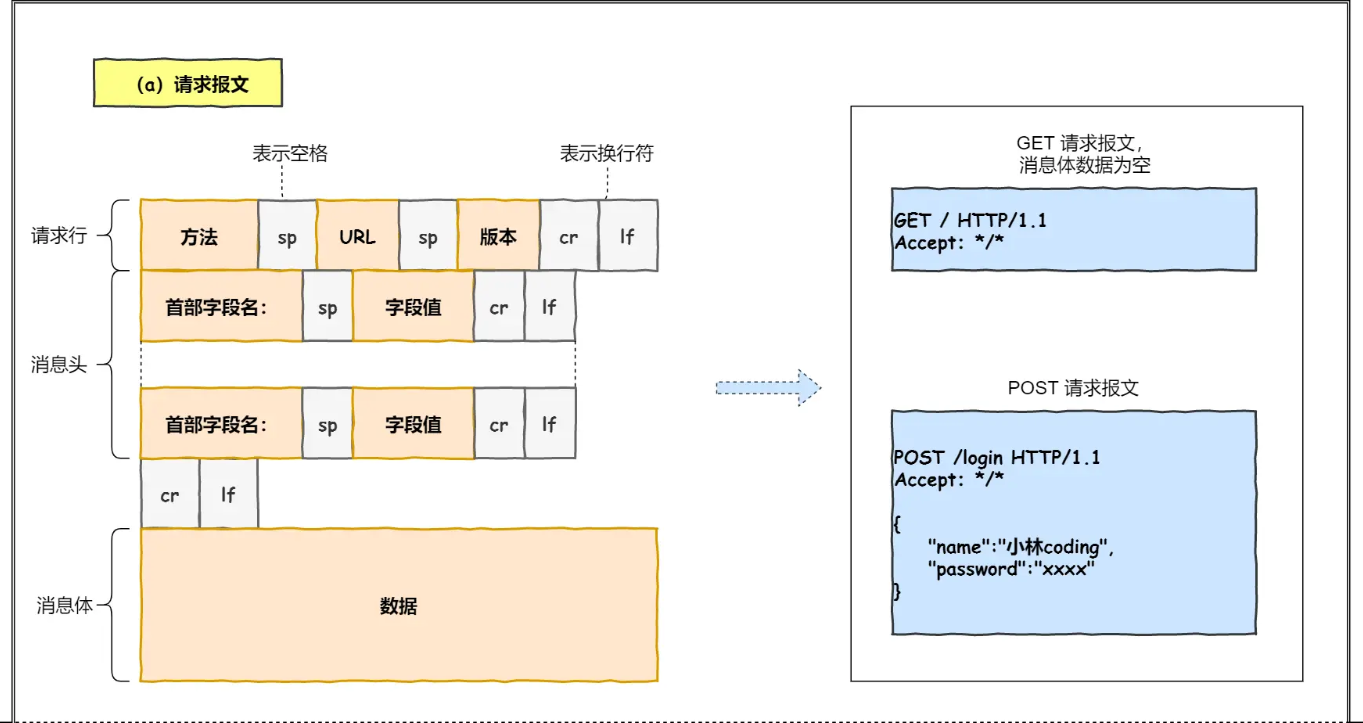 (a) 请求报文
表示空格
表示换行符
请求行
方法 sp URL sp 版本 cr lf
首部字段名: sp 字段值 cr lf
消息头
首部字段名: sp 字段值 cr lf
cr lf
消息体
数据
GET 请求报文,
消息体数据为空
GET / HTTP/1.1
Accept: */*
POST 请求报文
POST /login HTTP/1.1
Accept: */*
{
"name":"小林coding",
"password":"xxxx"
}